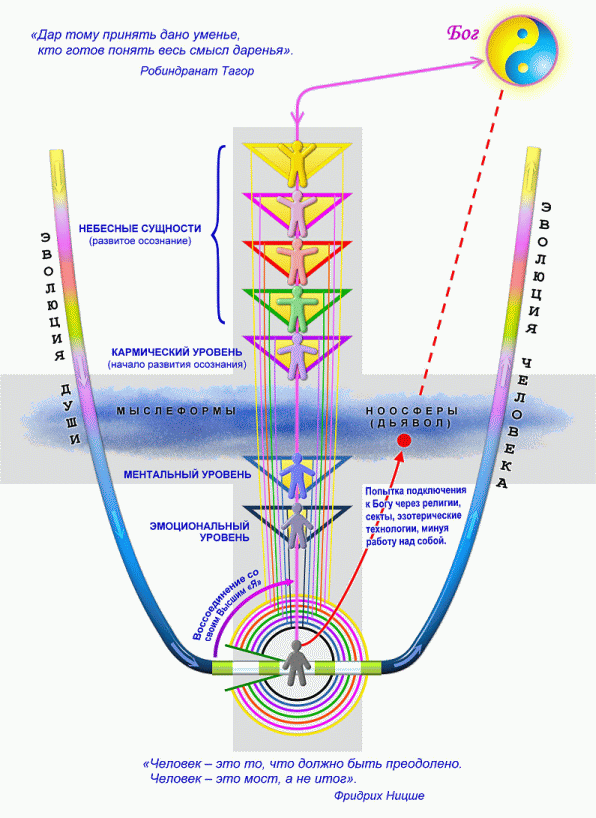 «Дар тому принять дано уменье,
кто готов понять весь смысл даренья».
Робиндранат Тагор
Бог
НЕБЕСНЫЕ СУЩНОСТИ
(развитое осознание)
ЭВОЛЮЦИЯ ДУШИ
ЭВОЛЮЦИЯ ЧЕЛОВЕКА
КАРМИЧЕСКИЙ УРОВЕНЬ
(начало развития осознания)
МЫСЛЕФОРМЫ
НООСФЕРЫ
(ДЬЯВОЛ)
МЕНТАЛЬНЫЙ УРОВЕНЬ
ЭМОЦИОНАЛЬНЫЙ
УРОВЕНЬ
Попытка подключения
к Богу через религии,
секты, эзотерические
технологии, минуя
работу над собой.
Воссоединение со
своим Высшим «Я»
«Человек – это то, что должно быть преодолено.
Человек – это мост, а не итог».
Фридрих Ницше